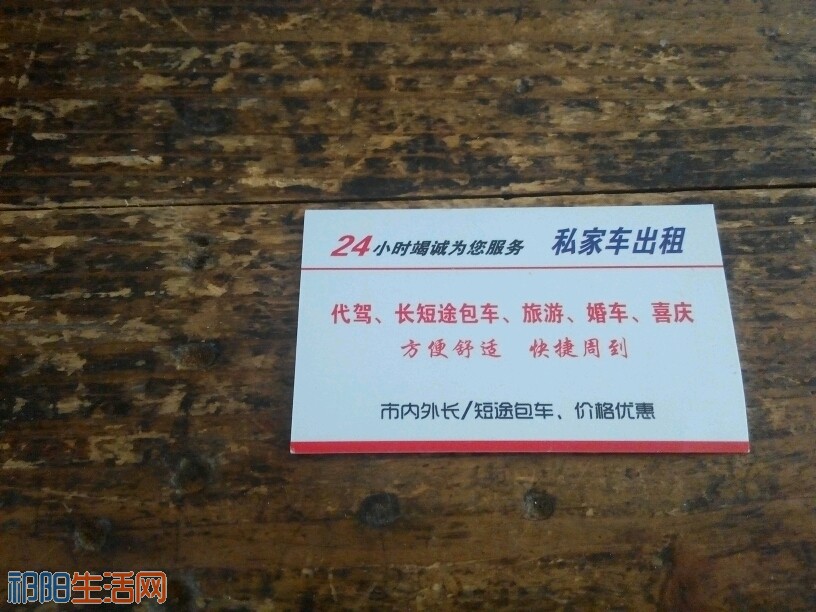 24小时竭诚为您服务 私家车出租
代驾、长短途包车、旅游、婚车、喜庆
方便舒适 快捷周到
市内外长/短途包车、价格优惠
祁阳生活网